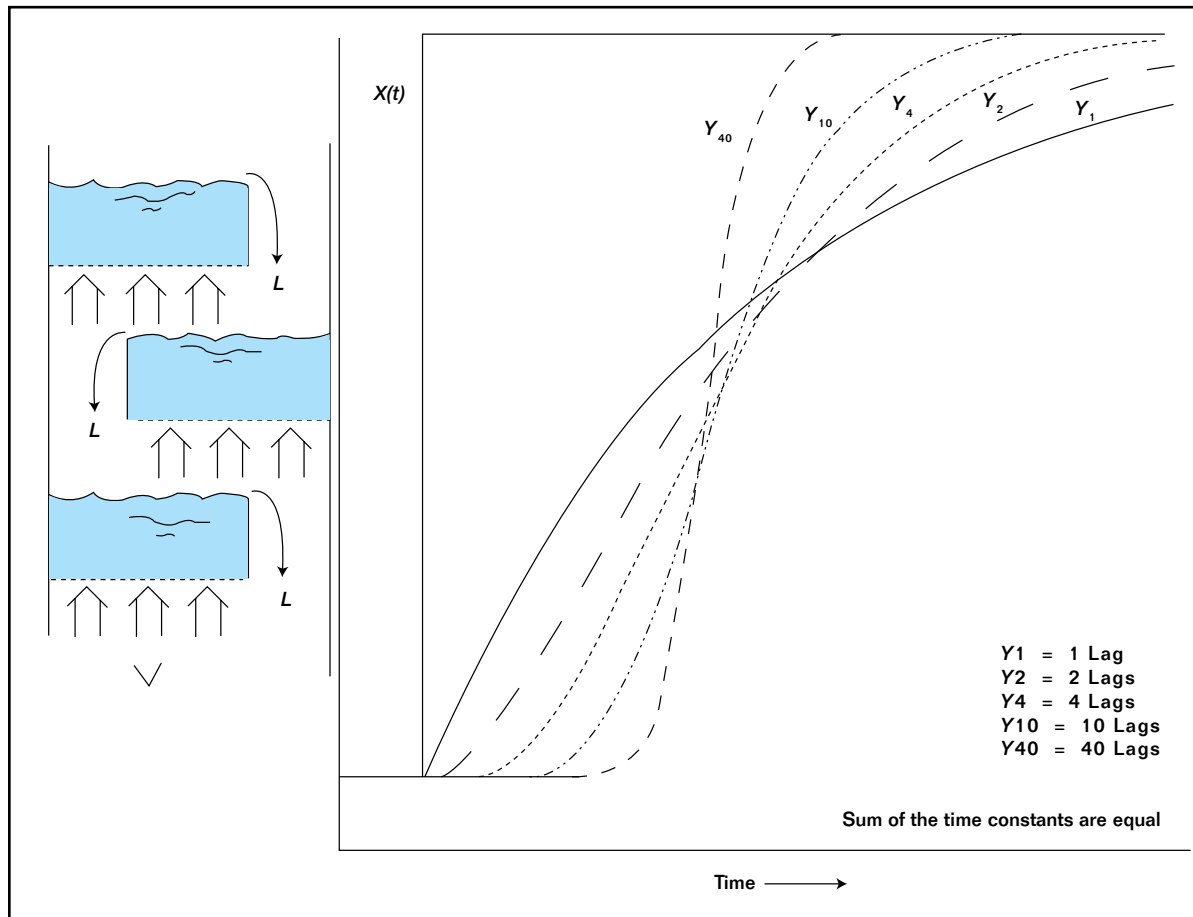 X(t)
Y40
Y10
Y4
Y2
Y1
L
L
L
Y1 = 1 Lag
Y2 = 2 Lags
Y4 = 4 Lags
Y10 = 10 Lags
Y40 = 40 Lags
Sum of the time constants are equal
Time